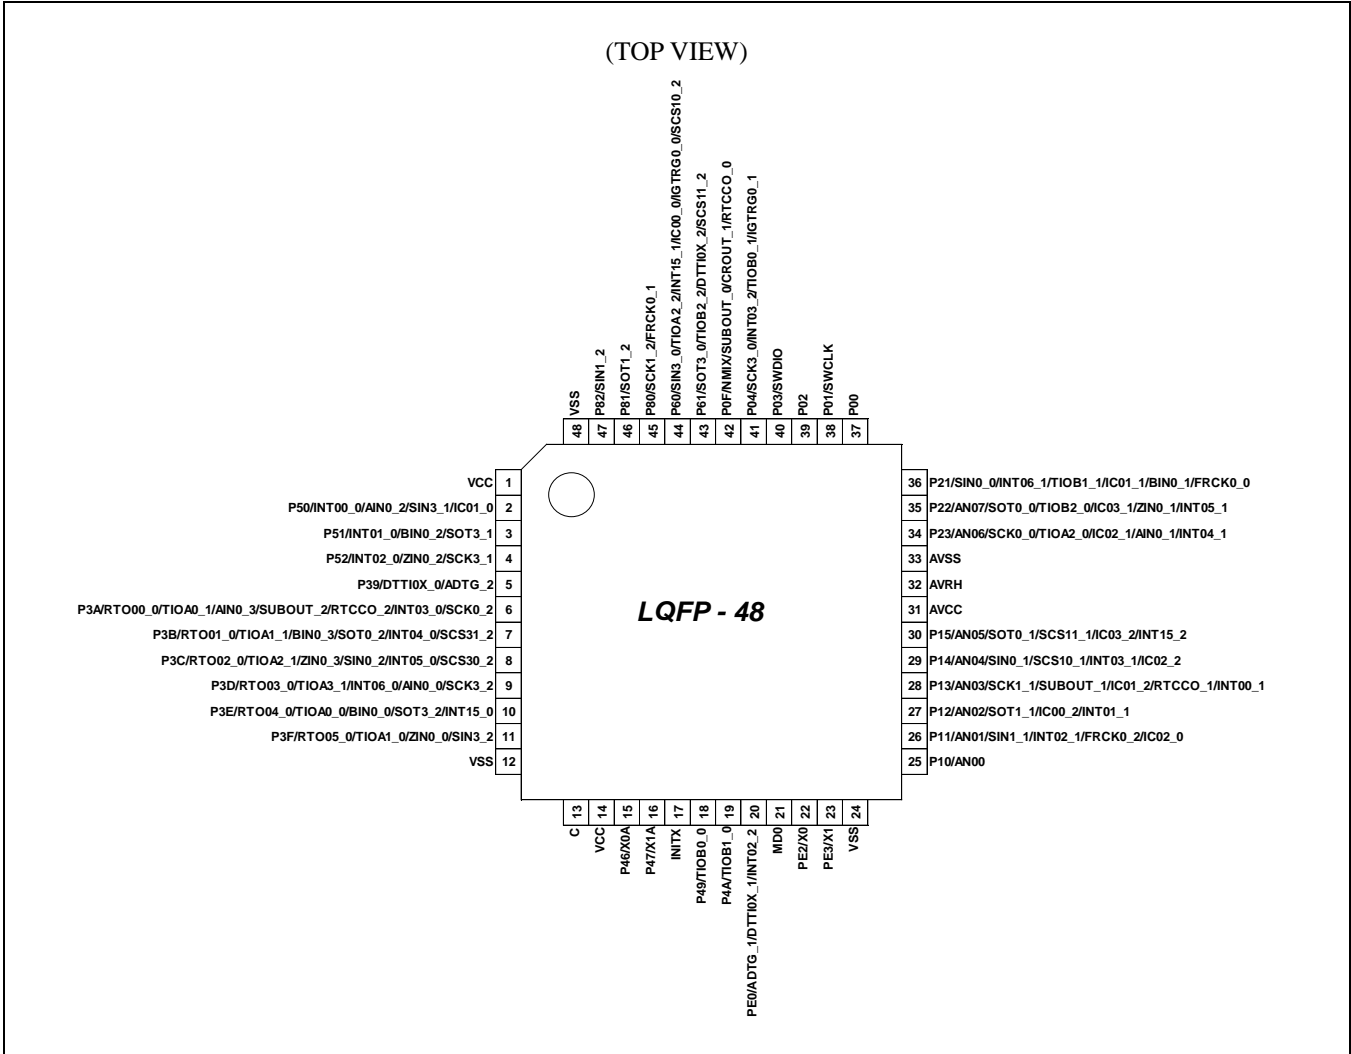 (TOP VIEW)
VSS 48
P82/SIN1_2 47
P81/SOT1_2 46
P80/SCK1_2/FRCK0_1 45
P60/SIN3_0/TIOA2_2/INT15_1/IC00_0/IGTRG0_0/SCS10_2 44
P61/SOT3_0/TIOB2_2/DTTI0X_2/SCS11_2 43
P0F/NMIX/SUBOUT_0/CROUT_1/RTCCO_0 42
P04/SCK3_0/INT03_2/TIOB0_1/IGTRG0_1 41
P03/SWDIO 40
P02 39
P01/SWCLK 38
P00 37
VCC 1
P50/INT00_0/AIN0_2/SIN3_1/IC01_0 2
P51/INT01_0/BIN0_2/SOT3_1 3
P52/INT02_0/ZIN0_2/SCK3_1 4
P39/DTTI0X_0/ADTG_2 5
P3A/RTO00_0/TIOA0_1/AIN0_3/SUBOUT_2/RTCCO_2/INT03_0/SCK0_2 6
P3B/RTO01_0/TIOA1_1/BIN0_3/SOT0_2/INT04_0/SCS31_2 7
P3C/RTO02_0/TIOA2_1/ZIN0_3/SIN0_2/INT05_0/SCS30_2 8
P3D/RTO03_0/TIOA3_1/INT06_0/AIN0_0/SCK3_2 9
P3E/RTO04_0/TIOA0_0/BIN0_0/SOT3_2/INT15_0 10
P3F/RTO05_0/TIOA1_0/ZIN0_0/SIN3_2 11
VSS 12
LQFP - 48
36 P21/SIN0_0/INT06_1/TIOB1_1/IC01_1/BIN0_1/FRCK0_0
35 P22/AN07/SOT0_0/TIOB2_0/IC03_1/ZIN0_1/INT05_1
34 P23/AN06/SCK0_0/TIOA2_0/IC02_1/AIN0_1/INT04_1
33 AVSS
32 AVRH
31 AVCC
30 P15/AN05/SOT0_1/SCS11_1/IC03_2/INT15_2
29 P14/AN04/SIN0_1/SCS10_1/INT03_1/IC02_2
28 P13/AN03/SCK1_1/SUBOUT_1/IC01_2/RTCCO_1/INT00_1
27 P12/AN02/SOT1_1/IC00_2/INT01_1
26 P11/AN01/SIN1_1/INT02_1/FRCK0_2/IC02_0
25 P10/AN00
C 13
VCC 14
P46/X0A 15
P47/X1A 16
INITX 17
P49/TIOB0_0 18
P4A/TIOB1_0 19
PE0/ADTG_1/DTTI0X_1/INT02_2 20
MD0 21
PE2/X0 22
PE3/X1 23
VSS 24